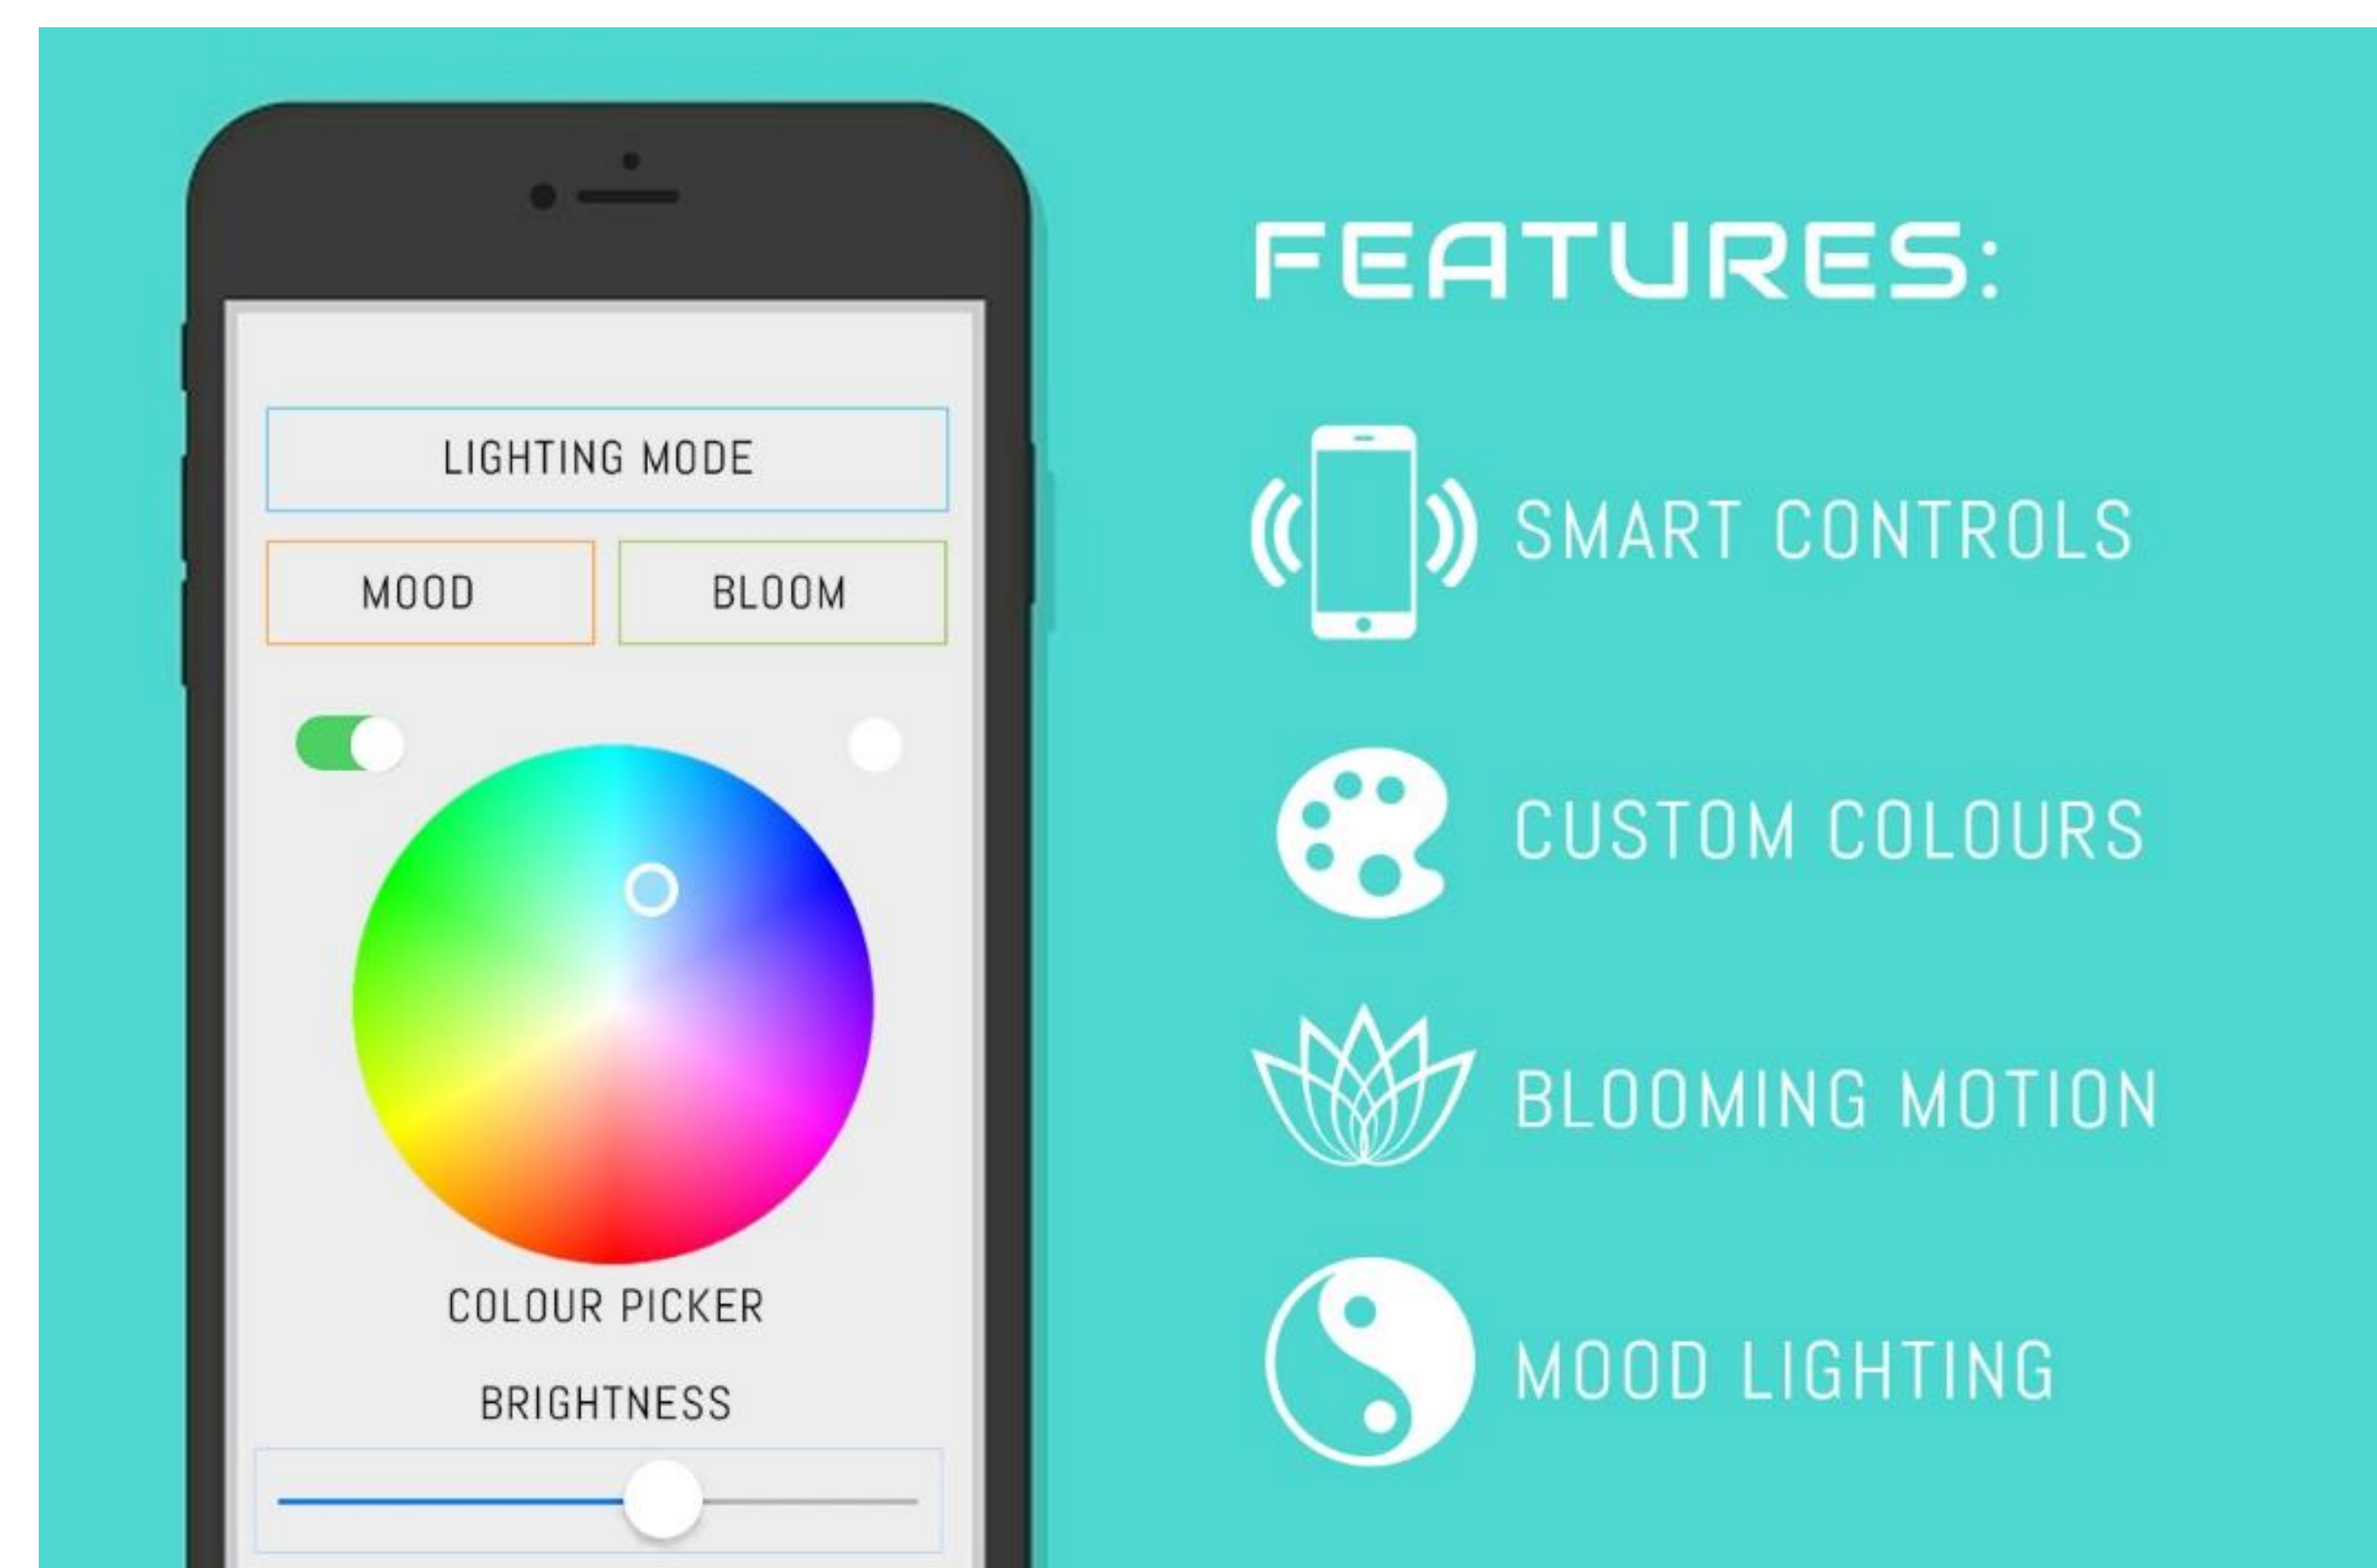 LIGHTING MODE
MOOD
BLOOM
COLOUR PICKER
BRIGHTNESS
FEATURES:
SMART CONTROLS
CUSTOM COLOURS
BLOOMING MOTION
MOOD LIGHTING